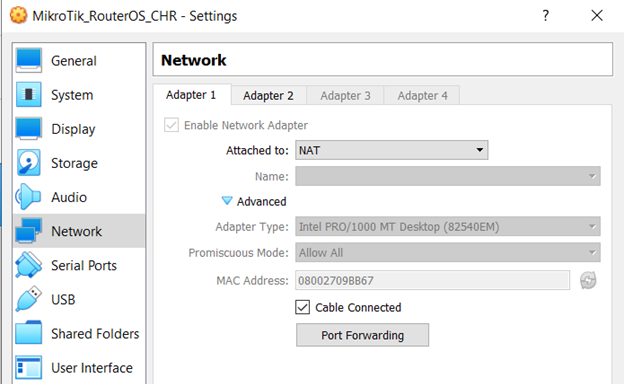 MikroTik_RouterOS_CHR - Settings
?
General
System
Display
Storage
Audio
Network
Serial Ports
USB
Shared Folders
User Interface
Network
Adapter 1 Adapter 2 Adapter 3 Adapter 4
Enable Network Adapter
Attached to: NAT
Name:
Advanced
Adapter Type: Intel PRO/1000 MT Desktop (82540EM)
Promiscuous Mode: Allow All
MAC Address: 08002709BB67
Cable Connected
Port Forwarding